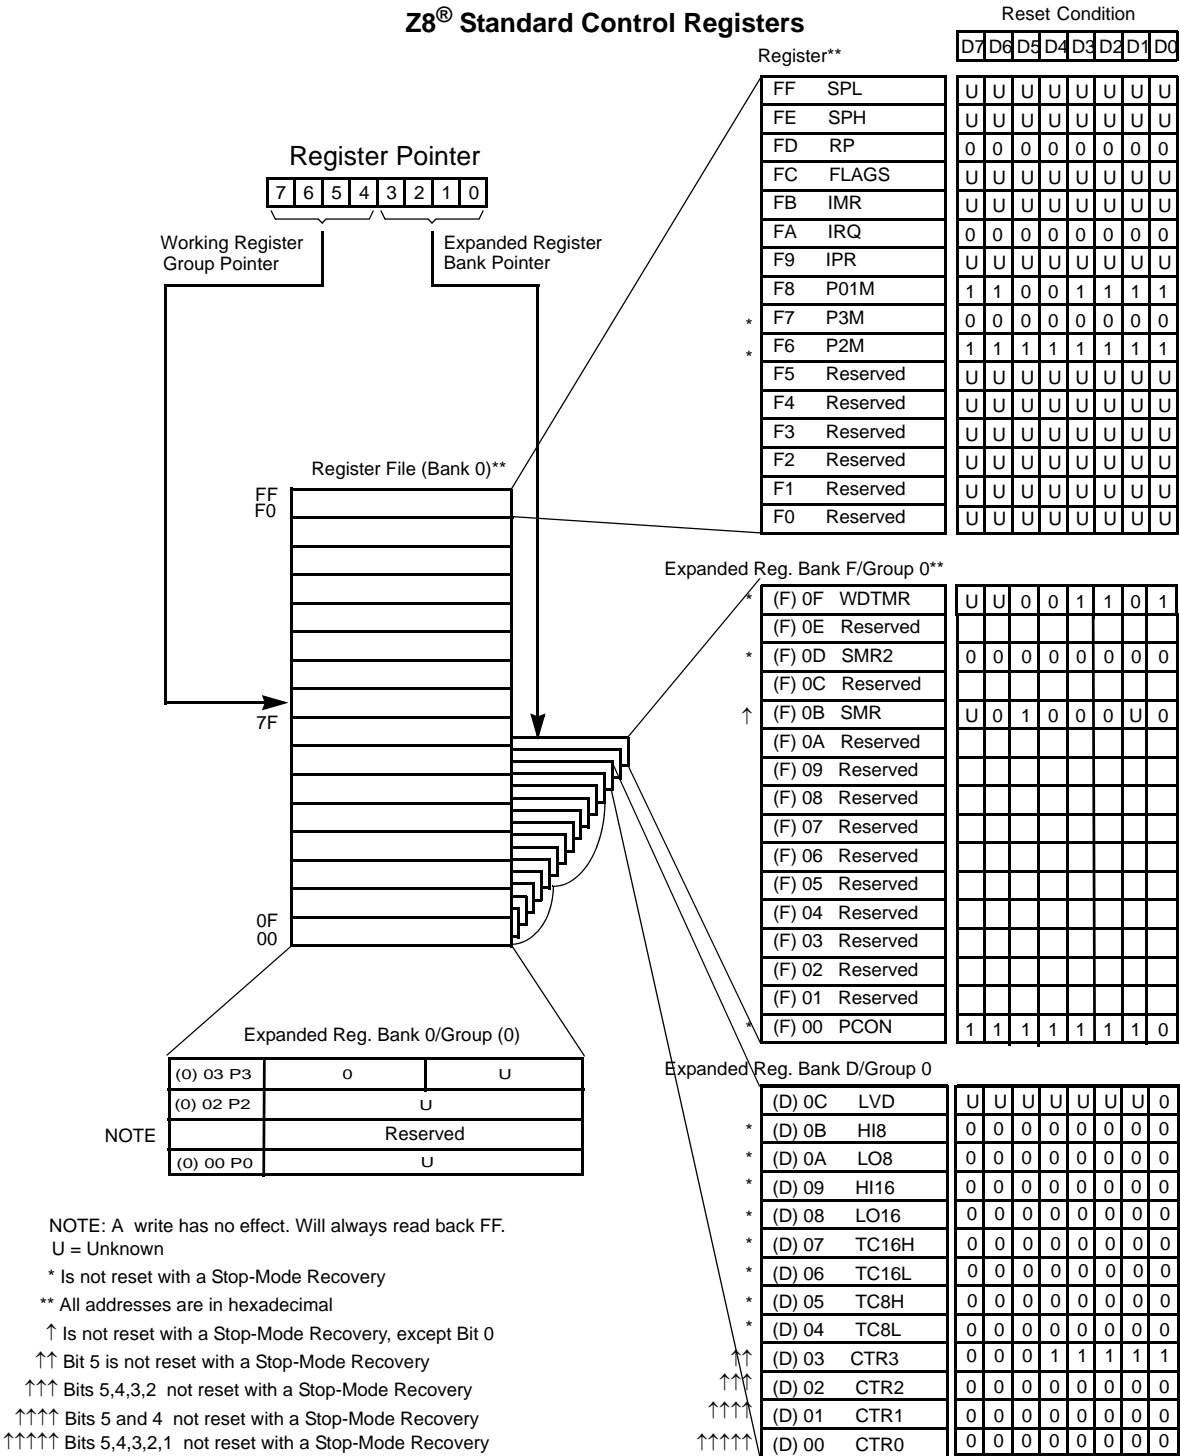 Z8® Standard Control Registers
Reset Condition
D7 D6 D5 D4 D3 D2 D1 D0
Register**
FF SPL U U U U U U U U
FE SPH U U U U U U U U
FD RP 0 0 0 0 0 0 0 0
FC FLAGS U U U U U U U U
FB IMR U U U U U U U U
FA IRQ 0 0 0 0 0 0 0 0
F9 IPR U U U U U U U U
F8 P01M 1 1 0 0 1 1 1 1
* F7 P3M 0 0 0 0 0 0 0 0
* F6 P2M 1 1 1 1 1 1 1 1
F5 Reserved U U U U U U U U
F4 Reserved U U U U U U U U
F3 Reserved U U U U U U U U
F2 Reserved U U U U U U U U
F1 Reserved U U U U U U U U
F0 Reserved U U U U U U U U
Register Pointer
7 6 5 4 3 2 1 0
Working Register
Group Pointer
Expanded Register
Bank Pointer
Register File (Bank 0)**
FF
F0
7F
0F
00
Expanded Reg. Bank F/Group 0**
* (F) 0F WDTMR U U 0 0 1 1 0 1
(F) 0E Reserved
* (F) 0D SMR2 0 0 0 0 0 0 0 0
(F) 0C Reserved
↑ (F) 0B SMR U 0 1 0 0 0 U 0
(F) 0A Reserved
(F) 09 Reserved
(F) 08 Reserved
(F) 07 Reserved
(F) 06 Reserved
(F) 05 Reserved
(F) 04 Reserved
(F) 03 Reserved
(F) 02 Reserved
(F) 01 Reserved
* (F) 00 PCON 1 1 1 1 1 1 1 0
Expanded Reg. Bank 0/Group (0)
(0) 03 P3 0 U
(0) 02 P2 U
NOTE Reserved
(0) 00 P0 U
Expanded Reg. Bank D/Group 0
(D) 0C LVD U U U U U U U 0
* (D) 0B HI8 0 0 0 0 0 0 0 0
* (D) 0A LO8 0 0 0 0 0 0 0 0
* (D) 09 HI16 0 0 0 0 0 0 0 0
* (D) 08 LO16 0 0 0 0 0 0 0 0
* (D) 07 TC16H 0 0 0 0 0 0 0 0
* (D) 06 TC16L 0 0 0 0 0 0 0 0
* (D) 05 TC8H 0 0 0 0 0 0 0 0
* (D) 04 TC8L 0 0 0 0 0 0 0 0
↑↑ (D) 03 CTR3 0 0 0 1 1 1 1 1
↑↑↑ (D) 02 CTR2 0 0 0 0 0 0 0 0
↑↑↑↑ (D) 01 CTR1 0 0 0 0 0 0 0 0
↑↑↑↑↑ (D) 00 CTR0 0 0 0 0 0 0 0 0
NOTE: A write has no effect. Will always read back FF.
U = Unknown
* Is not reset with a Stop-Mode Recovery
** All addresses are in hexadecimal
↑ Is not reset with a Stop-Mode Recovery, except Bit 0
↑↑ Bit 5 is not reset with a Stop-Mode Recovery
↑↑↑ Bits 5,4,3,2 not reset with a Stop-Mode Recovery
↑↑↑↑ Bits 5 and 4 not reset with a Stop-Mode Recovery
↑↑↑↑↑ Bits 5,4,3,2,1 not reset with a Stop-Mode Recovery